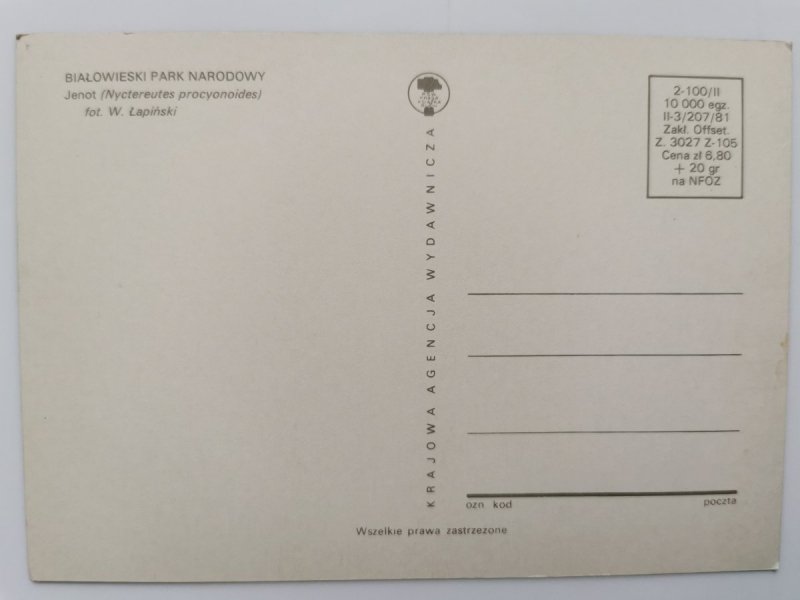 BIAŁOWIESKI PARK NARODOWY
Jenot (Nyctereutes procyonoides)
fot. W. Łapiński
KRAJOWA AGENCJA WYDAWNICZA
2-100/II
10 000 egz.
II-3/207/81
Zakł. Offset.
Z. 3027 Z-105
Cena zł 6,80
+ 20 gr
na NFOZ
ozn kod
poczta
Wszelkie prawa zastrzezone